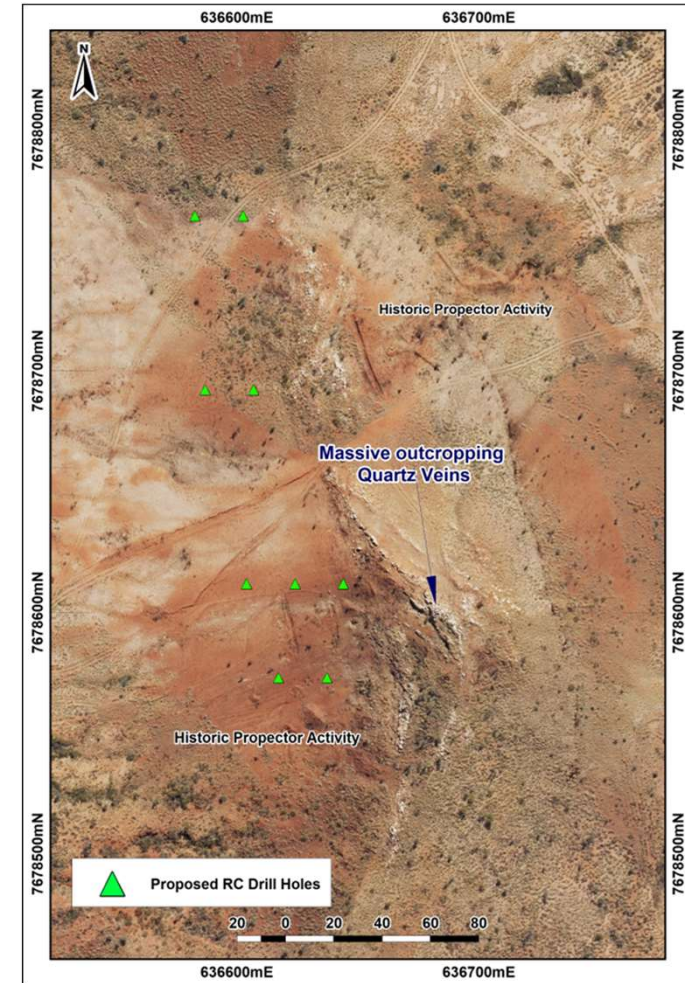 636600mE 636700mE
N
7678800mN 7678800mN
Historic Propector Activity
7678700mN 7678700mN
Massive outcropping
Quartz Veins
7678600mN 7678600mN
Historic Propector Activity
7678500mN 7678500mN
Proposed RC Drill Holes
20 0 20 40 60 80
636600mE 636700mE